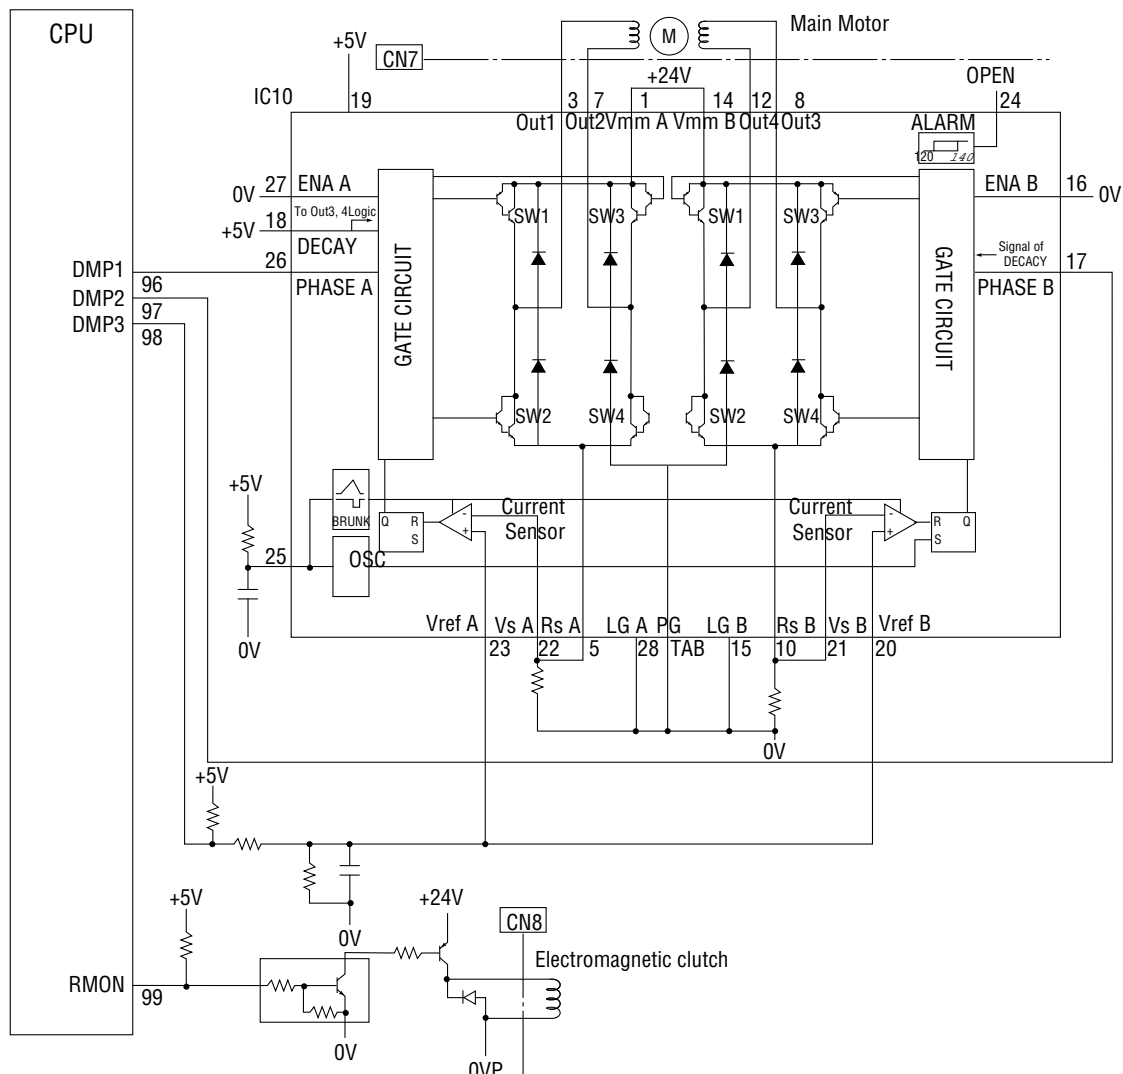 CPU
+5V
CN7
M
Main Motor
+24V
OPEN
IC10
19
3 7 1 14 12 8
24
Out1 Out2 Vmm A Vmm B Out4 Out3
ALARM
120 140
0V 27 ENA A
ENA B 16 0V
+5V 18 To Out3, 4Logic
DECAY
SW1 SW3 SW1 SW3
Signal of
DECACY
17
DMP1 26 PHASE A
PHASE B
96
DMP2
97
DMP3
98
GATE CIRCUIT
GATE CIRCUIT
SW2 SW4 SW2 SW4
+5V
BRUNK
Q R
S
-
+
Current
Sensor
Current
Sensor
-
+
R Q
S
25
OSC
0V
Vref A Vs A Rs A LG A PG LG B Rs B Vs B Vref B
23 22 5 28 TAB 15 10 21 20
0V
+5V
+5V
0V
+24V
CN8
Electromagnetic clutch
RMON
99
0V
0VP